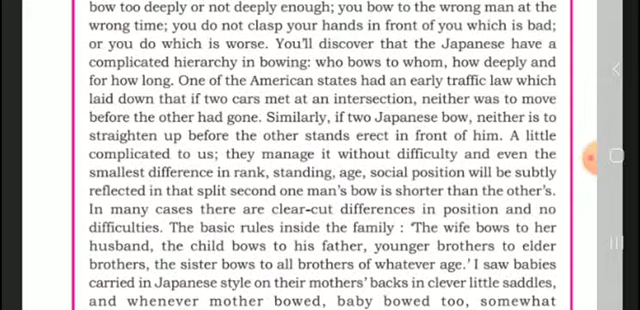 bow too deeply or not deeply enough; you bow to the wrong man at the
wrong time; you do not clasp your hands in front of you which is bad;
or you do which is worse. You'll discover that the Japanese have a
complicated hierarchy in bowing: who bows to whom, how deeply and
for how long. One of the American states had an early traffic law which
laid down that if two cars met at an intersection, neither was to move
before the other had gone. Similarly, if two Japanese bow, neither is to
straighten up before the other stands erect in front of him. A little
complicated to us; they manage it without difficulty and even the
smallest difference in rank, standing, age, social position will be subtly
reflected in that split second one man's bow is shorter than the other's.
In many cases there are clear-cut differences in position and no
difficulties. The basic rules inside the family : 'The wife bows to her
husband, the child bows to his father, younger brothers to elder
brothers, the sister bows to all brothers of whatever age.' I saw babies
carried in Japanese style on their mothers' backs in clever little saddles,
and whenever mother bowed, baby bowed too, somewhat